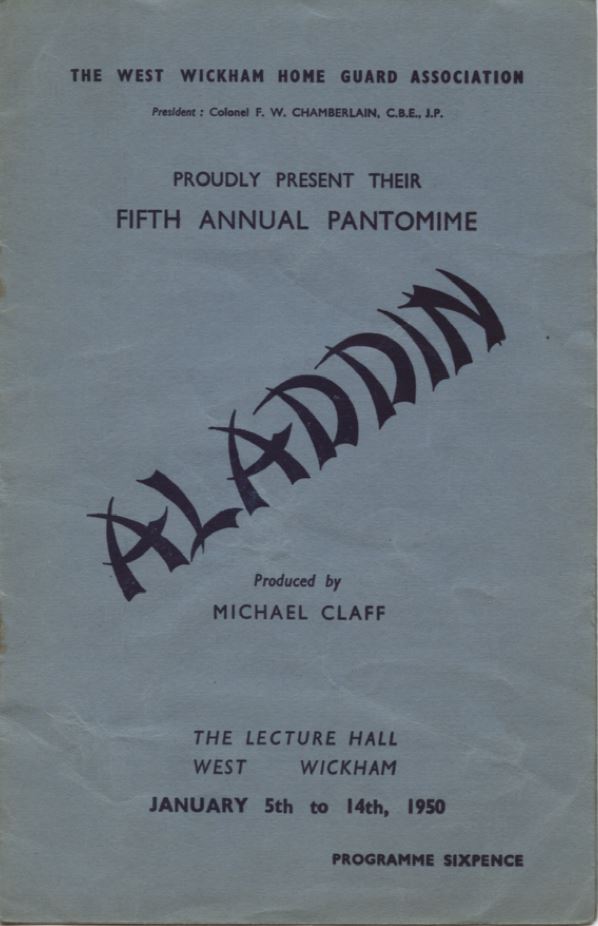 THE WEST WICKHAM HOME GUARD ASSOCIATION
President : Colonel F. W. CHAMBERLAIN, C.B.E., J.P.
PROUDLY PRESENT THEIR
FIFTH ANNUAL PANTOMIME
ALADDIN
Produced by
MICHAEL CLAFF
THE LECTURE HALL
WEST WICKHAM
JANUARY 5th to 14th, 1950
PROGRAMME SIXPENCE